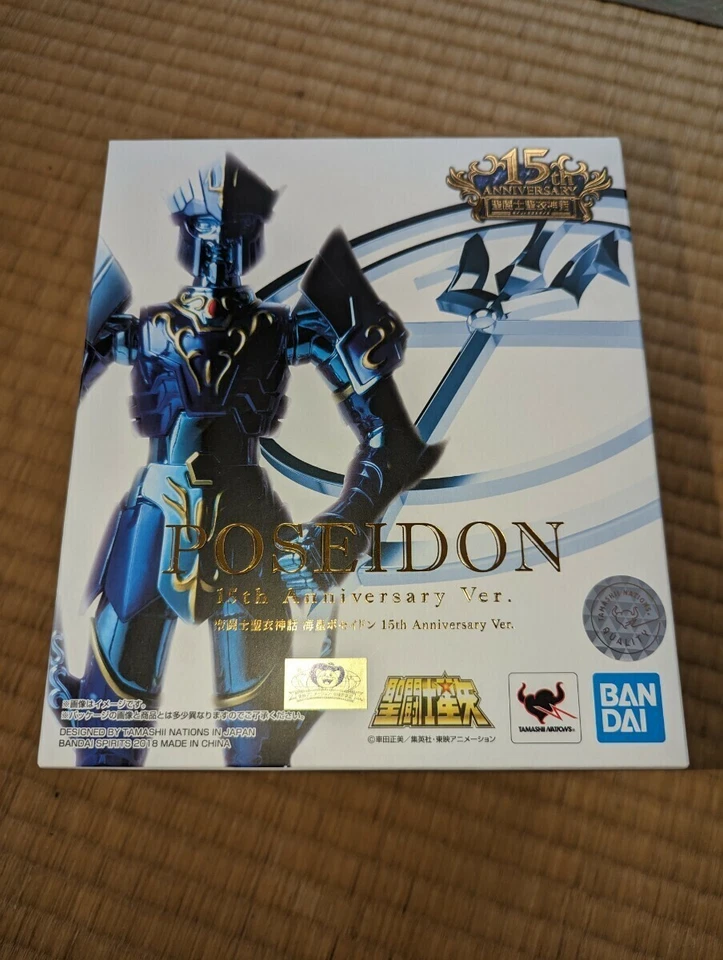 15th
ANNIVERSARY
聖闘士聖衣神話
POSEIDON
15th Anniversary Ver.
聖闘士聖衣神話 海皇ポセイドン 15th Anniversary Ver.
TAMASHII NATIONS
QUALITY
※画像はイメージです。
※パッケージの画像と商品とは多少異なりますのでご了承ください。
DESIGNED BY TAMASHII NATIONS IN JAPAN
BANDAI SPIRITS 2018 MADE IN CHINA
聖闘士星矢
©車田正美/集英社・東映アニメーション
TAMASHII NATIONS
BAN
DAI